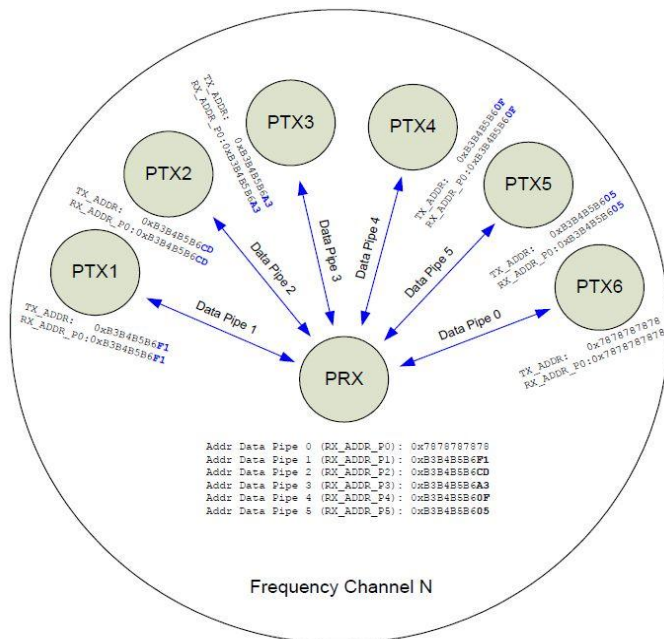 PTX3
TX_ADDR: 0xB3B4B5B6A3
RX_ADDR_P0:0xB3B4B5B6A3
PTX4
TX_ADDR: 0xB3B4B5B60F
RX_ADDR_P0:0xB3B4B5B60F
PTX2
TX_ADDR: 0xB3B4B5B6CD
RX_ADDR_P0:0xB3B4B5B6CD
PTX5
TX_ADDR: 0xB3B4B5B605
RX_ADDR_P0:0xB3B4B5B605
PTX1
TX_ADDR: 0xB3B4B5B6F1
RX_ADDR_P0:0xB3B4B5B6F1
PTX6
TX_ADDR: 0x7878787878
RX_ADDR_P0:0x7878787878
Data Pipe 1
Data Pipe 2
Data Pipe 3
Data Pipe 4
Data Pipe 5
Data Pipe 0
PRX
Addr Data Pipe 0 (RX_ADDR_P0): 0x7878787878
Addr Data Pipe 1 (RX_ADDR_P1): 0xB3B4B5B6F1
Addr Data Pipe 2 (RX_ADDR_P2): 0xB3B4B5B6CD
Addr Data Pipe 3 (RX_ADDR_P3): 0xB3B4B5B6A3
Addr Data Pipe 4 (RX_ADDR_P4): 0xB3B4B5B60F
Addr Data Pipe 5 (RX_ADDR_P5): 0xB3B4B5B605
Frequency Channel N